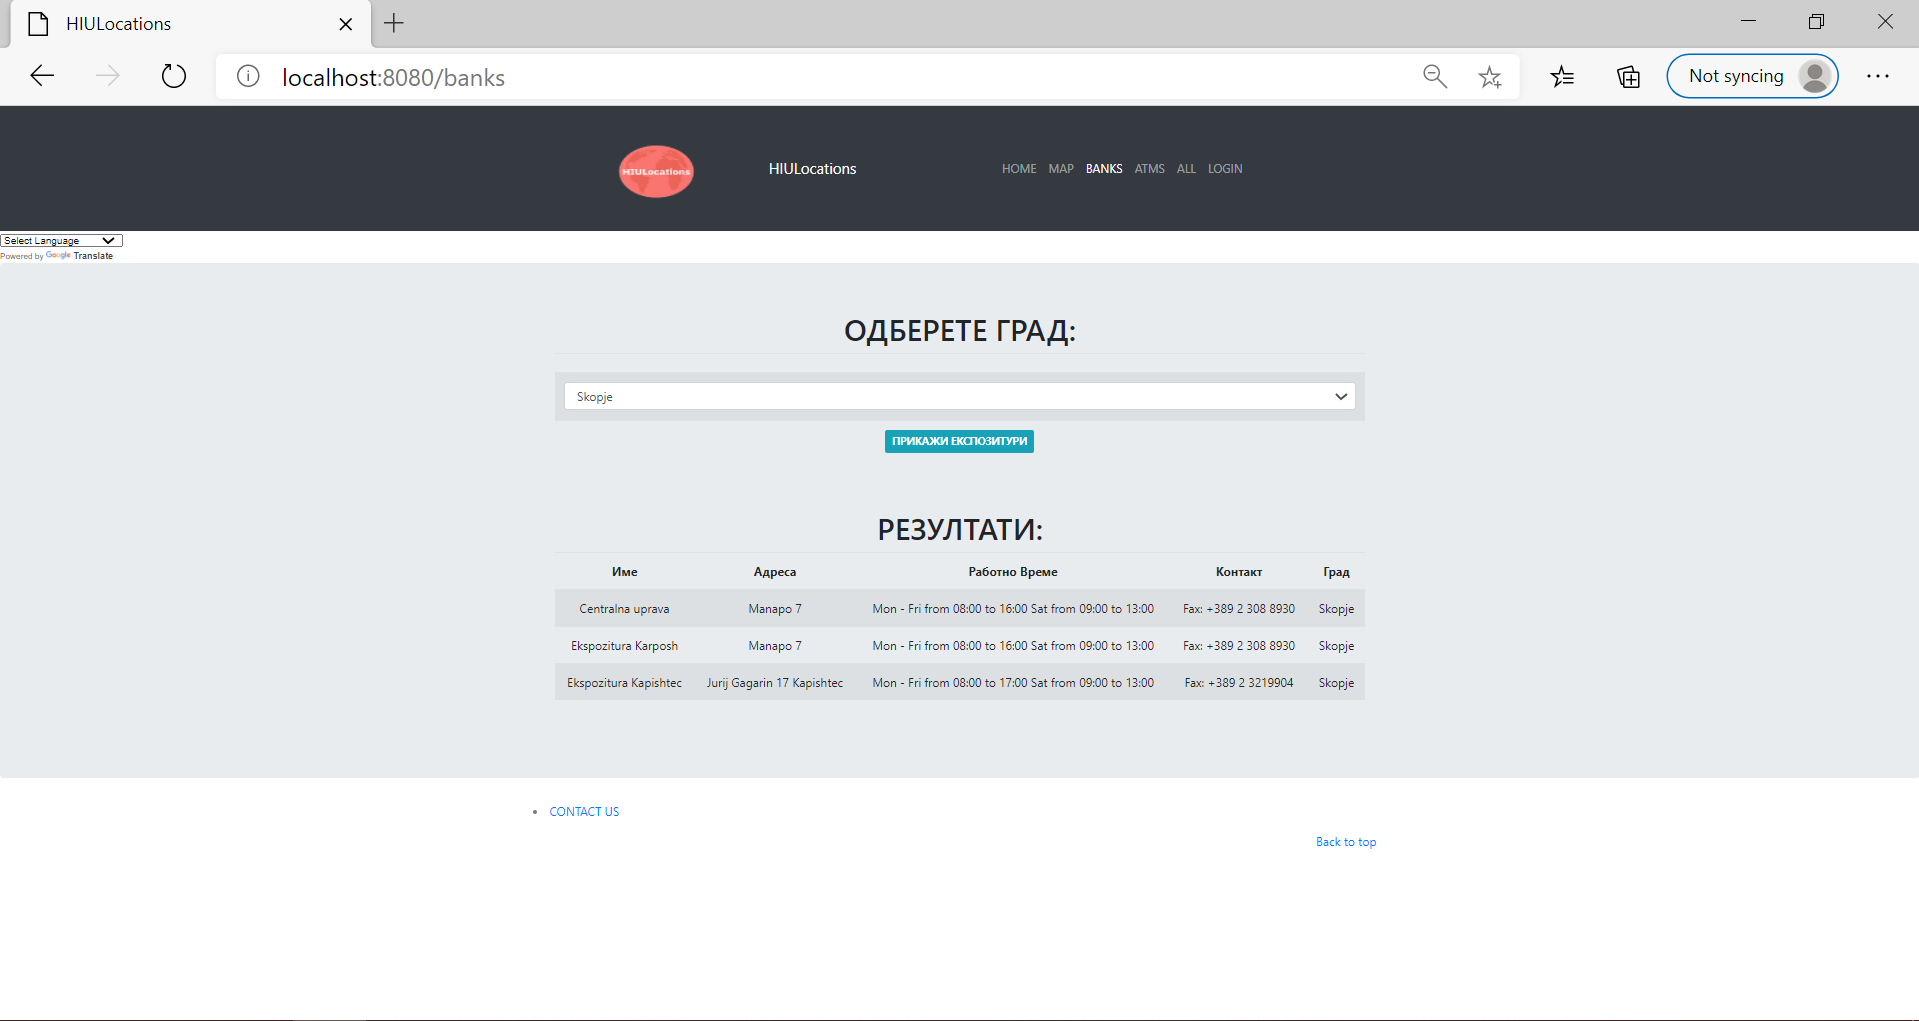 HIULocations
localhost:8080/banks
Not syncing
HIULocations
HIULocations
HOME MAP BANKS ATMS ALL LOGIN
Select Language
Powered by Google Translate
ОДБЕРЕТЕ ГРАД:
Skopje
ПРИКАЖИ ЕКСПОЗИТУРИ
РЕЗУЛТАТИ:
Име Адреса Работно Време Контакт Град
Centralna uprava Manapo 7 Mon - Fri from 08:00 to 16:00 Sat from 09:00 to 13:00 Fax: +389 2 308 8930 Skopje
Ekspozitura Karposh Manapo 7 Mon - Fri from 08:00 to 16:00 Sat from 09:00 to 13:00 Fax: +389 2 308 8930 Skopje
Ekspozitura Kapishtec Jurij Gagarin 17 Kapishtec Mon - Fri from 08:00 to 17:00 Sat from 09:00 to 13:00 Fax: +389 2 3219904 Skopje
CONTACT US
Back to top